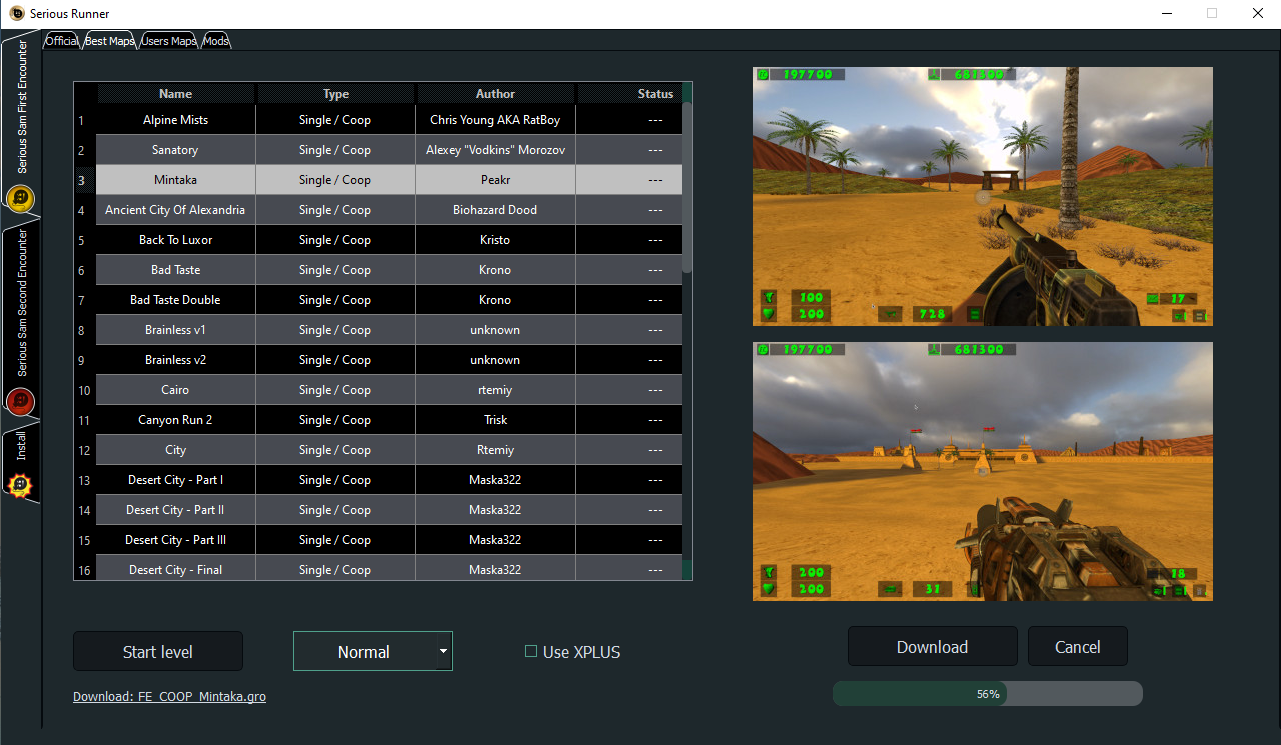 Serious Runner
Official Best Maps Users Maps Mods
Serious Sam First Encounter
Serious Sam Second Encounter
Install
Name Type Author Status
1 Alpine Mists Single / Coop Chris Young AKA RatBoy ---
2 Sanatory Single / Coop Alexey "Vodkins" Morozov ---
3 Mintaka Single / Coop Peakr ---
4 Ancient City Of Alexandria Single / Coop Biohazard Dood ---
5 Back To Luxor Single / Coop Kristo ---
6 Bad Taste Single / Coop Krono ---
7 Bad Taste Double Single / Coop Krono ---
8 Brainless v1 Single / Coop unknown ---
9 Brainless v2 Single / Coop unknown ---
10 Cairo Single / Coop rtemiy ---
11 Canyon Run 2 Single / Coop Trisk ---
12 City Single / Coop Rtemiy ---
13 Desert City - Part I Single / Coop Maska322 ---
14 Desert City - Part II Single / Coop Maska322 ---
15 Desert City - Part III Single / Coop Maska322 ---
16 Desert City - Final Single / Coop Maska322 ---
197700 681300
100 17
200 728
197700 681300
200 18
200 31
Start level Normal Use XPLUS Download Cancel
Download: FE_COOP_Mintaka.gro
56%